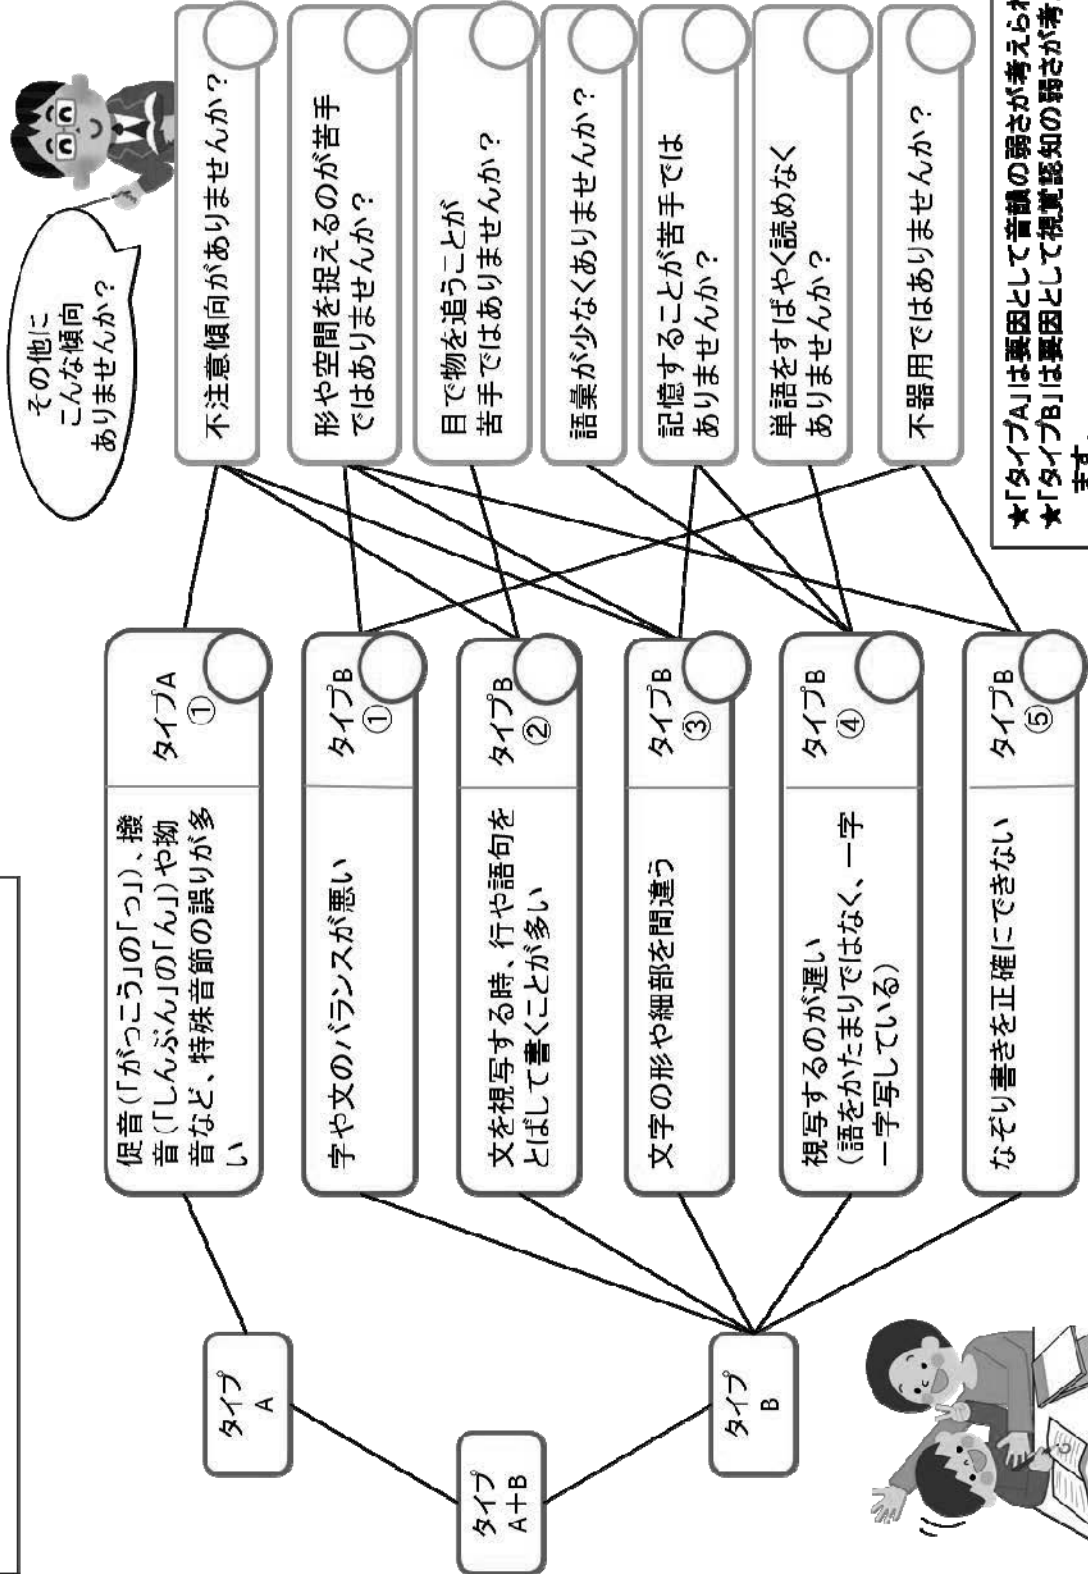 その他に
こんな傾向
ありませんか？
タイプ
A＋B
タイプ
A
タイプ
B
促音（「がっこう」の「っ」）、撥
音（「しんぶん」の「ん」）や拗
音など、特殊音節の誤りが多
い
タイプA
①
字や文のバランスが悪い
タイプB
①
文を視写する時、行や語句を
とばして書くことが多い
タイプB
②
文字の形や細部を間違う
タイプB
③
視写するのが遅い
（語をかたまりではなく、一字
一字写している）
タイプB
④
なぞり書きを正確にできない
タイプB
⑤
不注意傾向がありませんか？
形や空間を捉えるのが苦手
ではありませんか？
目で物を追うことが
苦手ではありませんか？
語彙が少なくありませんか？
記憶することが苦手では
ありませんか？
単語をすばやく読めなく
ありませんか？
不器用ではありませんか？
★「タイプA」は要因として音韻の弱さが考えられ
★「タイプB」は要因として視覚認知の弱さが考
ます。